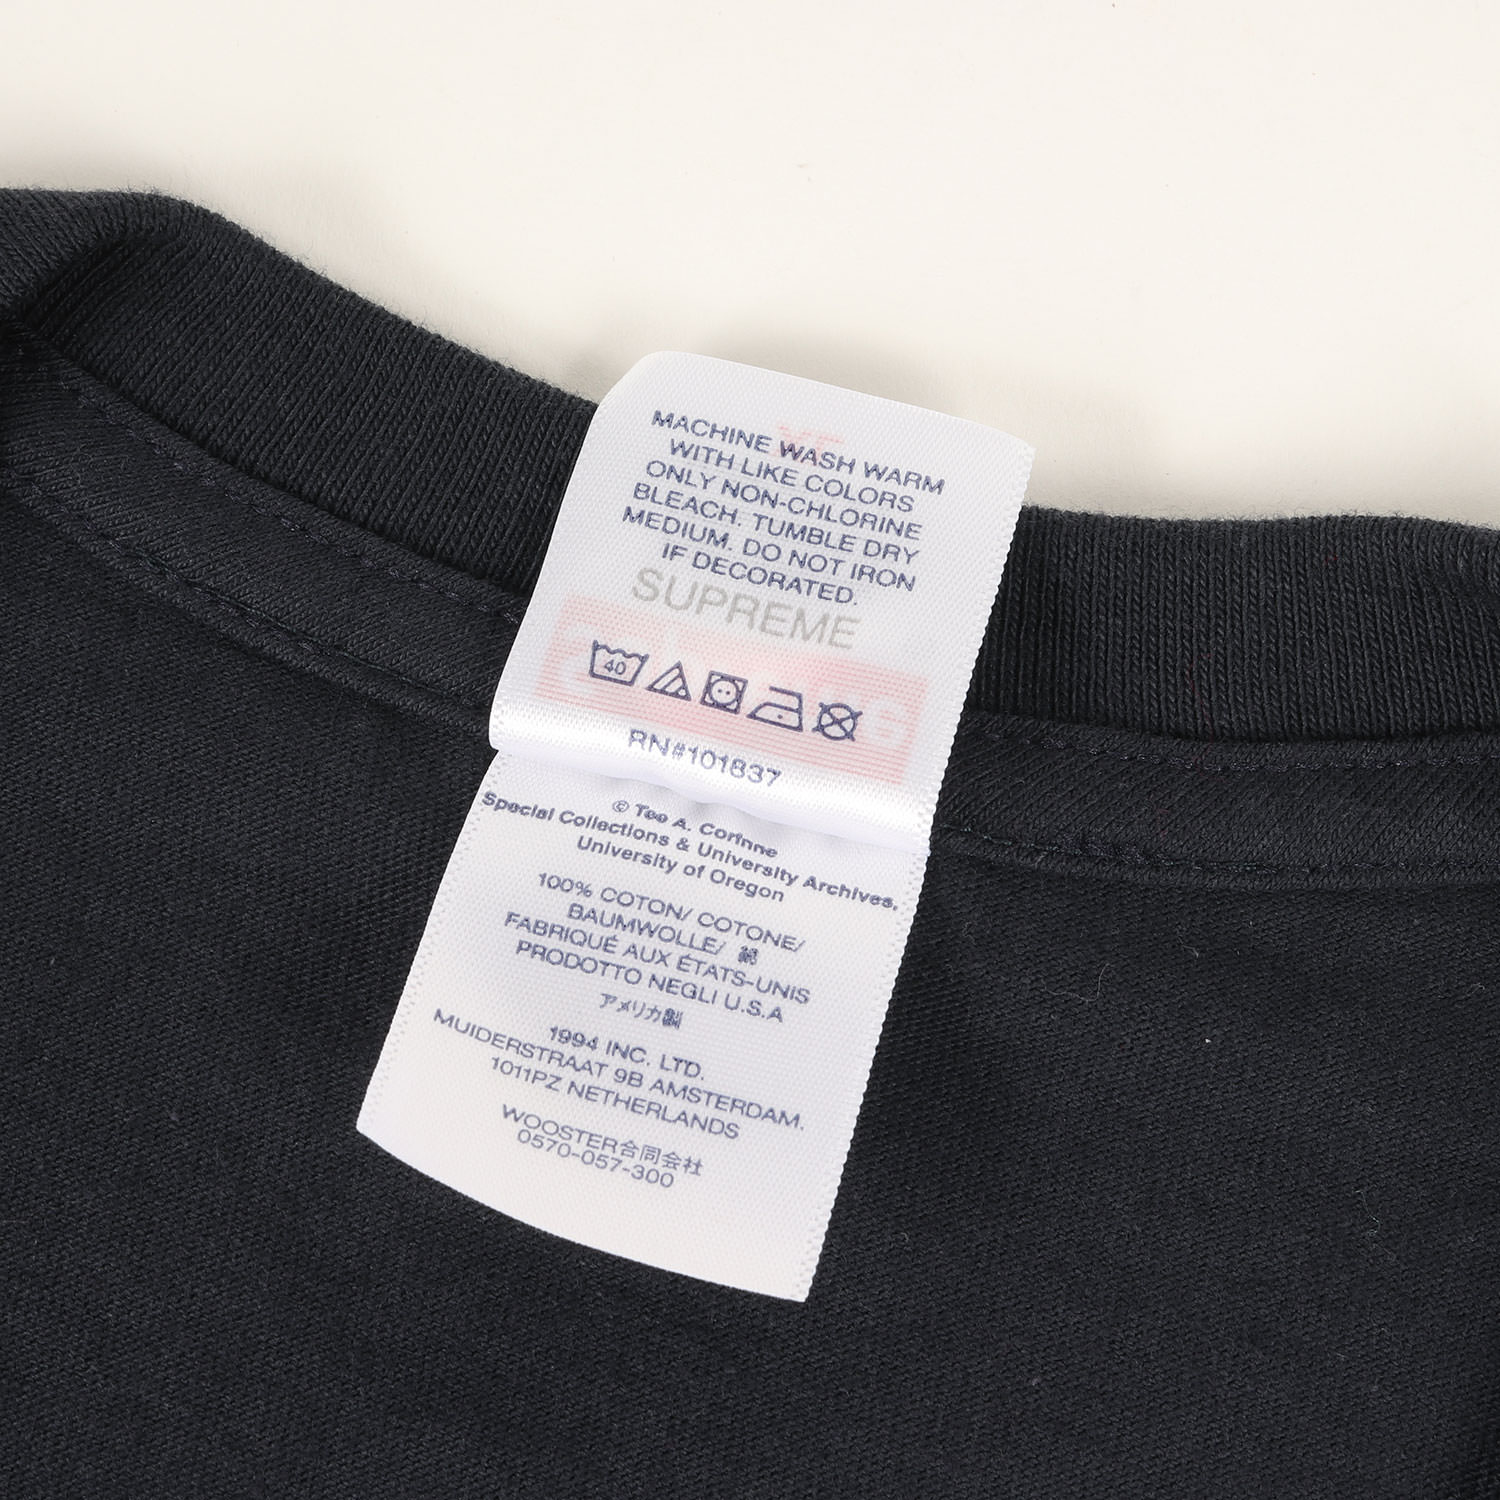 MACHINE WASH WARM
WITH LIKE COLORS
ONLY NON-CHLORINE
BLEACH. TUMBLE DRY
MEDIUM. DO NOT IRON
IF DECORATED.
SUPREME
40
RN#101837
© Tee A. Corinne
Special Collections & University Archives,
University of Oregon
100% COTON/ COTONE/
BAUMWOLLE/ 綿
FABRIQUÉ AUX ÉTATS-UNIS
PRODOTTO NEGLI U.S.A
アメリカ製
1994 INC. LTD.
MUIDERSTRAAT 9B AMSTERDAM.
1011PZ NETHERLANDS
WOOSTER合同会社
0570-057-300